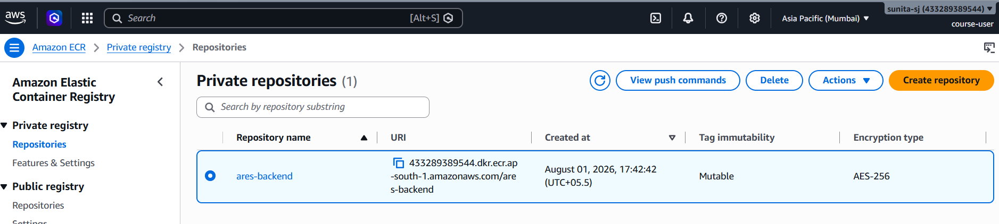 aws
Search
[Alt+S]
Asia Pacific (Mumbai)
sunita-sj (433289389544)
course-user
Amazon ECR
Private registry
Repositories
Amazon Elastic
Container Registry
Private registry
Repositories
Features & Settings
Public registry
Repositories
Settings
Private repositories (1)
View push commands
Delete
Actions
Create repository
Search by repository substring
Repository name
URI
Created at
Tag immutability
Encryption type
ares-backend
433289389544.dkr.ecr.ap
-south-1.amazonaws.com/are
s-backend
August 01, 2026, 17:42:42
(UTC+05.5)
Mutable
AES-256